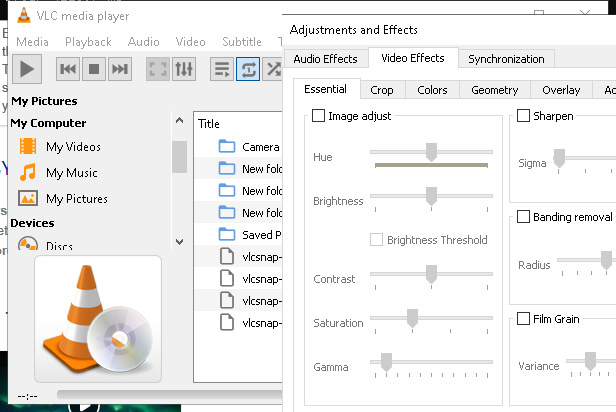 VLC media player
Media Playback Audio Video Subtitle T
My Pictures
My Computer
My Videos
My Music
My Pictures
Devices
Discs
Title
Camera
New fold
New fold
New fold
Saved P
vlcsnap-
vlcsnap-
vlcsnap-
vlcsnap-
--:--
Adjustments and Effects
Audio Effects Video Effects Synchronization
Essential Crop Colors Geometry Overlay
Image adjust
Hue
Brightness
Brightness Threshold
Contrast
Saturation
Gamma
Sharpen
Sigma
Banding removal
Radius
Film Grain
Variance